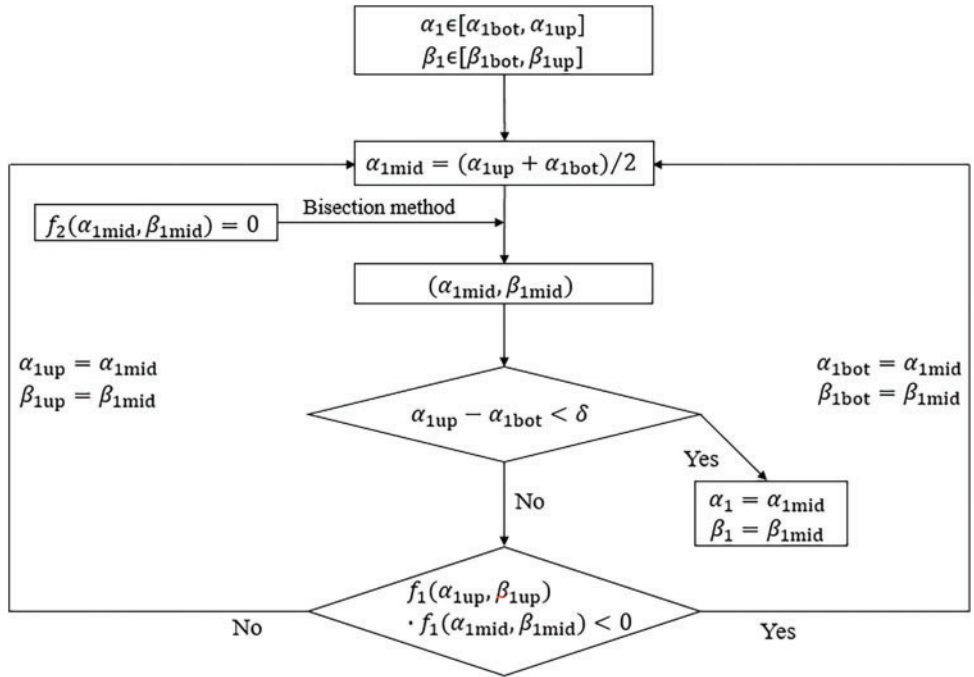 α₁∈[α₁bot, α₁up]
β₁∈[β₁bot, β₁up]
α₁mid = (α₁up + α₁bot)/2
Bisection method
f₂(α₁mid, β₁mid) = 0
(α₁mid, β₁mid)
α₁up = α₁mid
β₁up = β₁mid
α₁bot = α₁mid
β₁bot = β₁mid
α₁up − α₁bot < δ
Yes
α₁ = α₁mid
β₁ = β₁mid
No
f₁(α₁up, β₁up)
· f₁(α₁mid, β₁mid) < 0
No
Yes